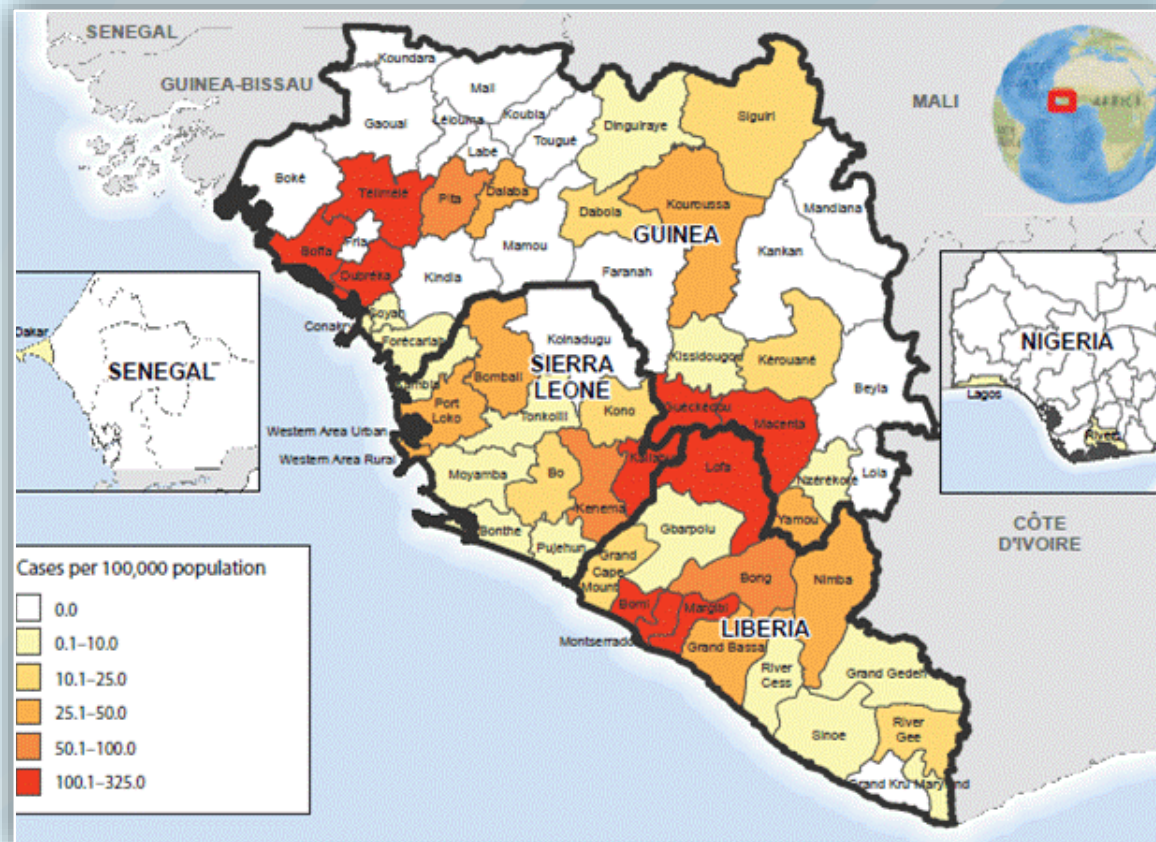 SENEGAL
GUINEA-BISSAU
Koundara
Mali
Koubia
Lélouma
Gaoual
Labé
Tougué
Dinguiraye
Siguiri
MALI
AFRICA
Boké
Télimélé
Pita
Dalaba
Dabola
Kouroussa
Mandiana
Boffa
Fria
Mamou
GUINEA
Kankan
Dubréka
Kindia
Faranah
Coyah
Conakry
Forécariah
Koinadugu
Kissidougou
Kérouané
Beyla
Dakar
SENEGAL
NIGERIA
Lagos
Rivers
Kambia
Bombali
SIERRA
LEONE
Port
Loko
Tonkolili
Kono
Guéckédou
Macenta
Western Area Urban
Western Area Rural
Moyamba
Bo
Kailahun
Lofa
Nzérékoré
Lola
Kenema
Yomou
Bonthe
Pujehun
Gbarpolu
CÔTE
D'IVOIRE
Grand
Cape
Mount
Bong
Nimba
Bomi
Margibi
LIBERIA
Montserrado
Grand Bassa
River
Cess
Grand Gedeh
Sinoe
River
Gee
Grand Kru
Maryland
Cases per 100,000 population
0.0
0.1–10.0
10.1–25.0
25.1–50.0
50.1–100.0
100.1–325.0